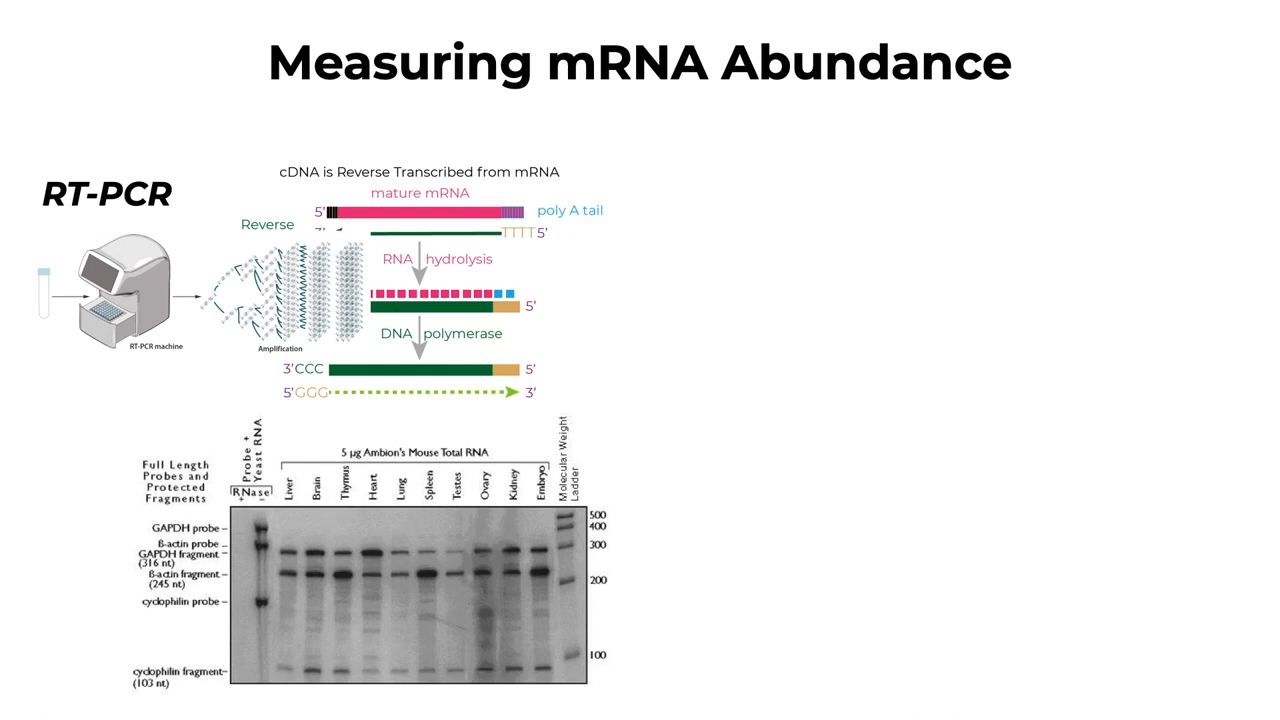 Measuring mRNA Abundance
RT-PCR
cDNA is Reverse Transcribed from mRNA
mature mRNA
5'
poly A tail
Reverse
TTTT 5'
RNA hydrolysis
5'
DNA polymerase
RT-PCR machine
Amplification
3'CCC 5'
5'GGG 3'
Full Length
Probes and
Protected
Fragments
Probe +
Yeast RNA
RNase
+ −
5 µg Ambion's Mouse Total RNA
Liver
Brain
Thymus
Heart
Lung
Spleen
Testes
Ovary
Kidney
Embryo
Molecular Weight
Ladder
GAPDH probe –
ß-actin probe –
GAPDH fragment –
(316 nt)
ß-actin fragment –
(245 nt)
cyclophilin probe –
cyclophilin fragment –
(103 nt)
500
400
300
200
100